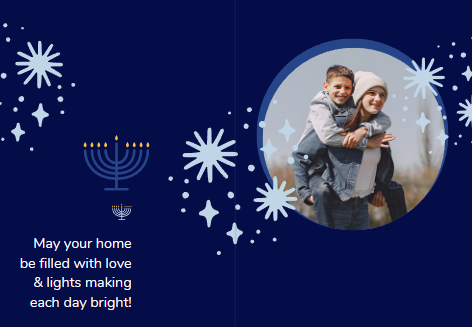 May your home
be filled with love
& lights making
each day bright!